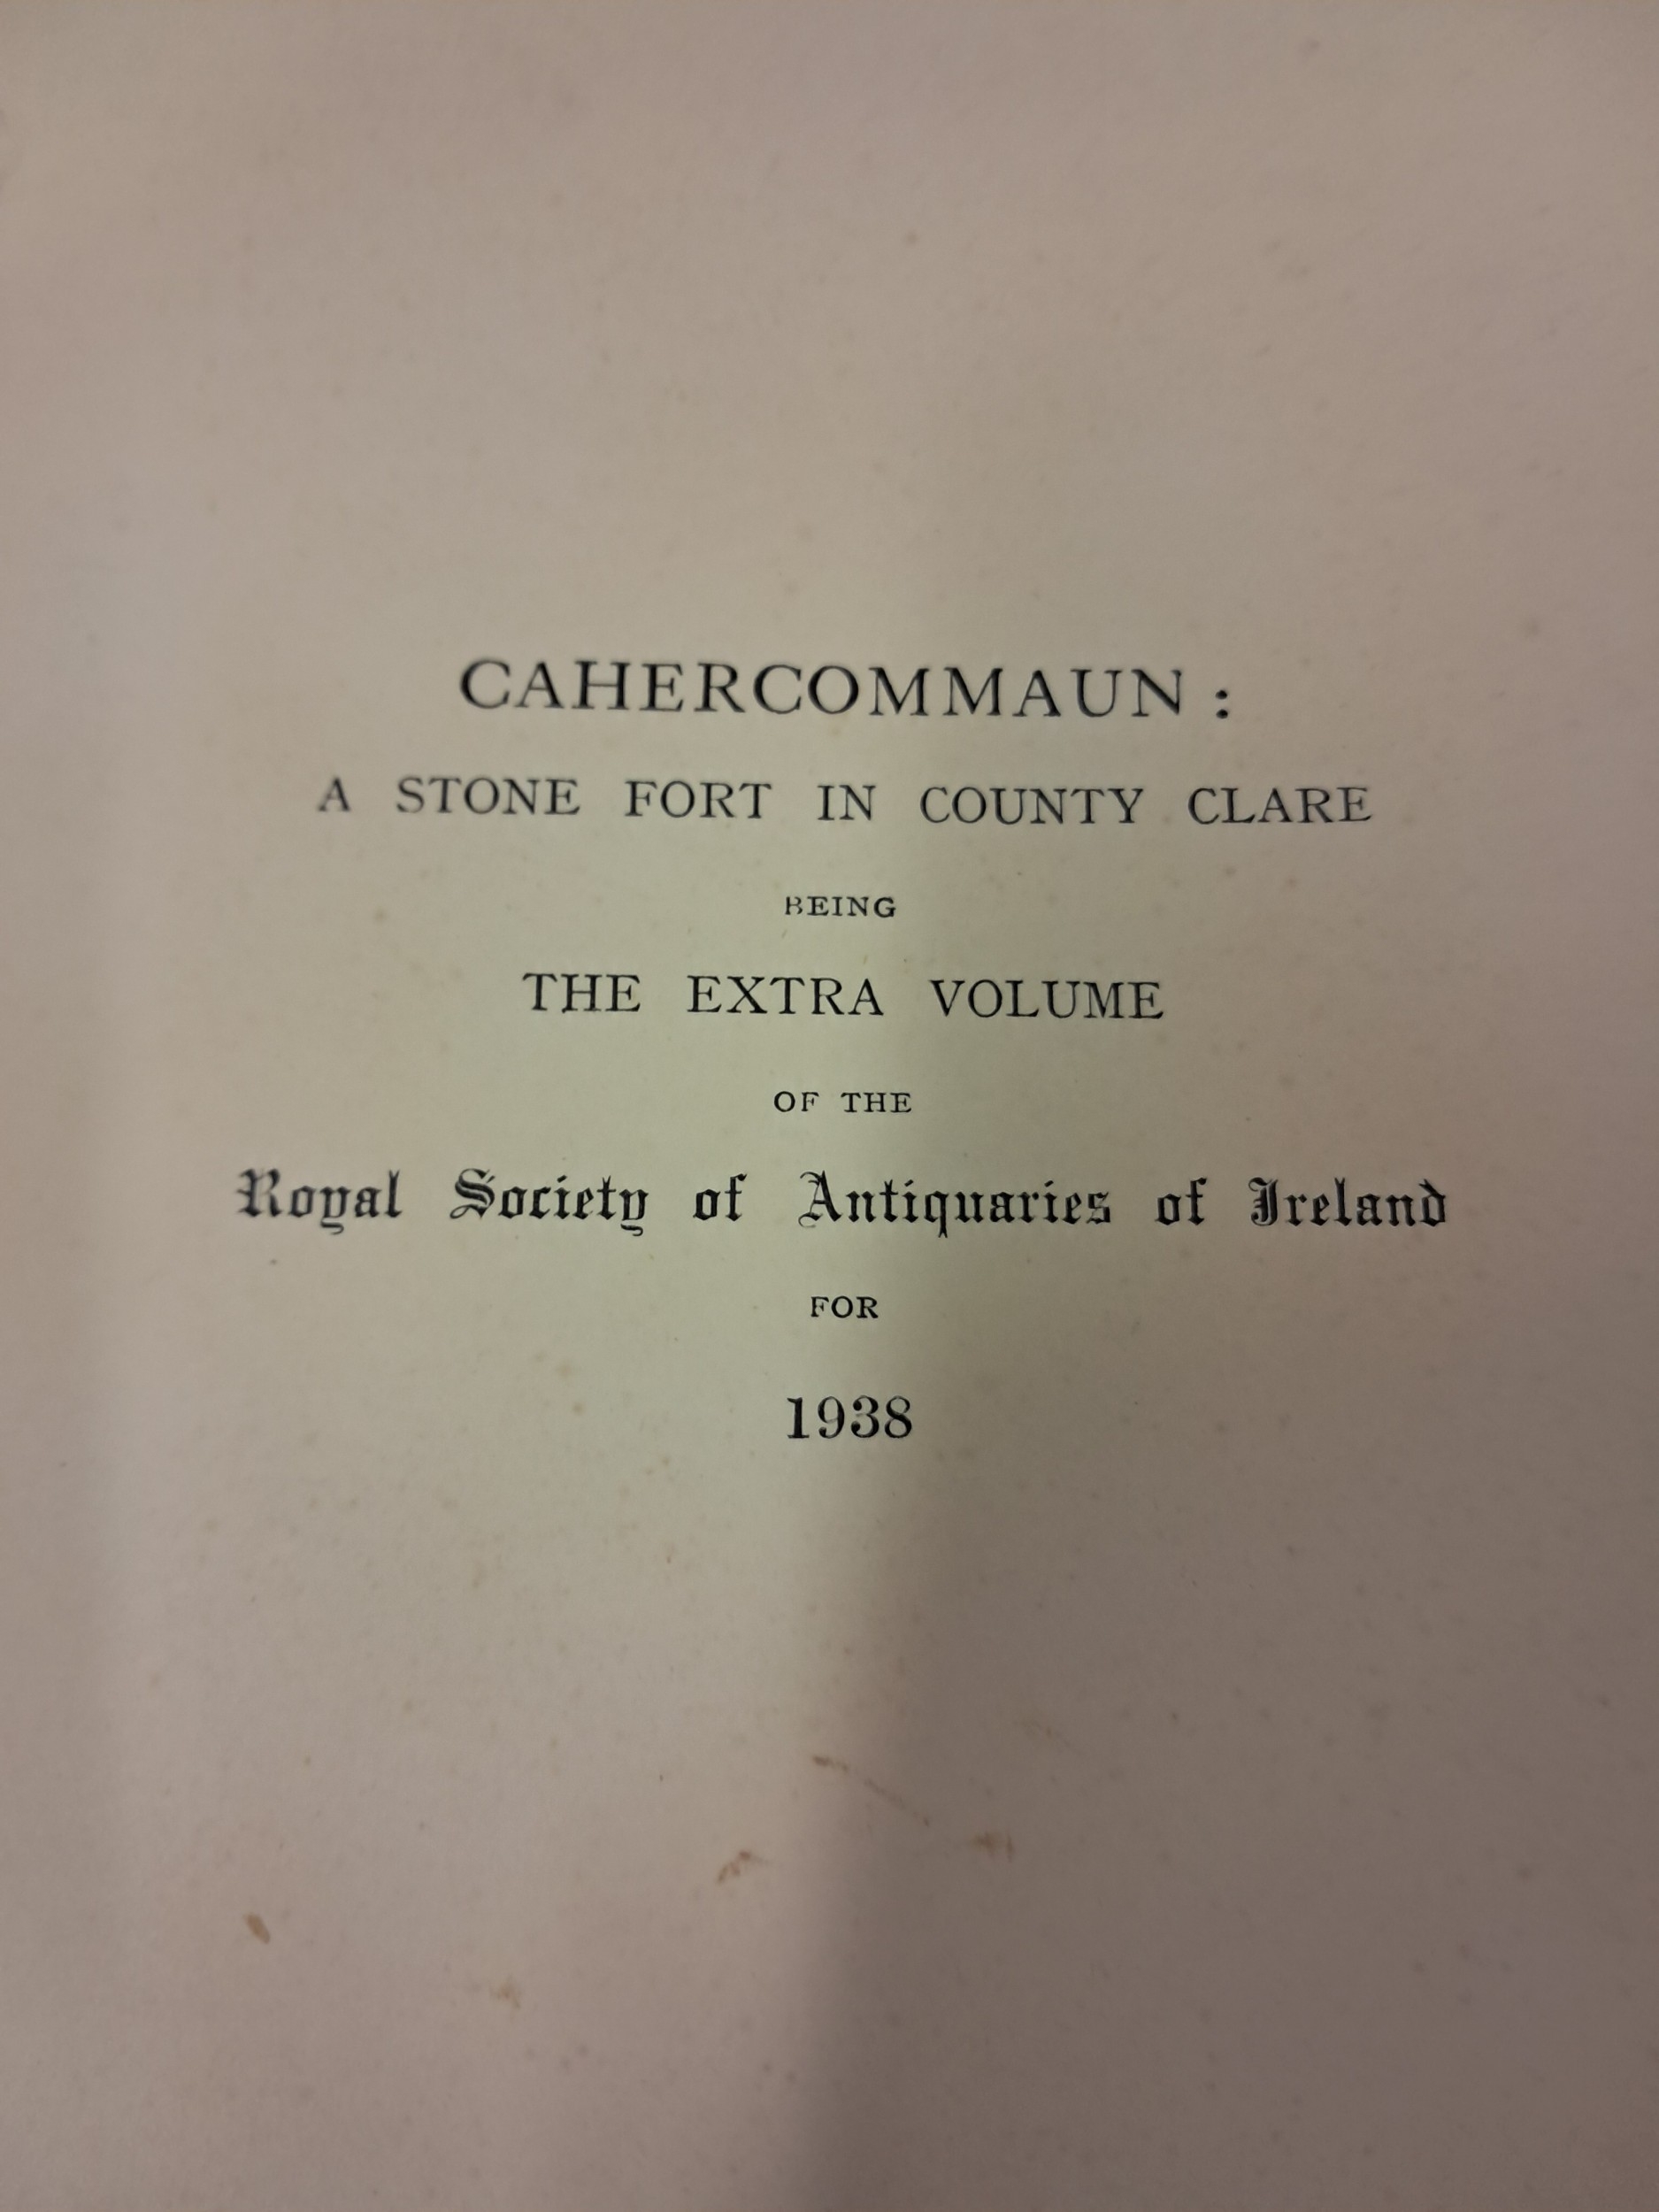 CAHERCOMMAUN :
A STONE FORT IN COUNTY CLARE
BEING
THE EXTRA VOLUME
OF THE
Royal Society of Antiquaries of Ireland
FOR
1938